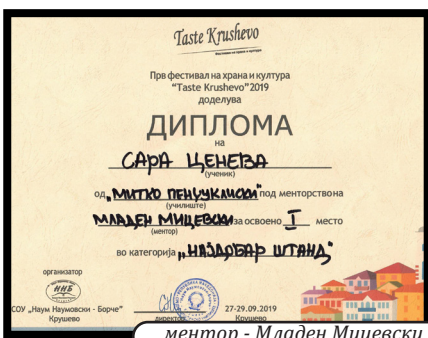 Taste Krushevo
Прв фестивал на храна и култура
"Taste Krushevo"2019
доделува
ДИПЛОМА
на
САРА ЦЕНЕВА
(ученик)
од „МИТКО ПЕНЏУКЛИСКИ" под менторство на
(училиште)
МЛАДЕН МИЦЕВСКИ за освоено I место
(ментор)
во категорија „НАЈДОБАР ШТАНД"
организатор
ННБ
СОУ „Наум Наумовски - Борче"
Крушево
директор
27-29.09.2019
Крушево
ментор - Младен Мицевски